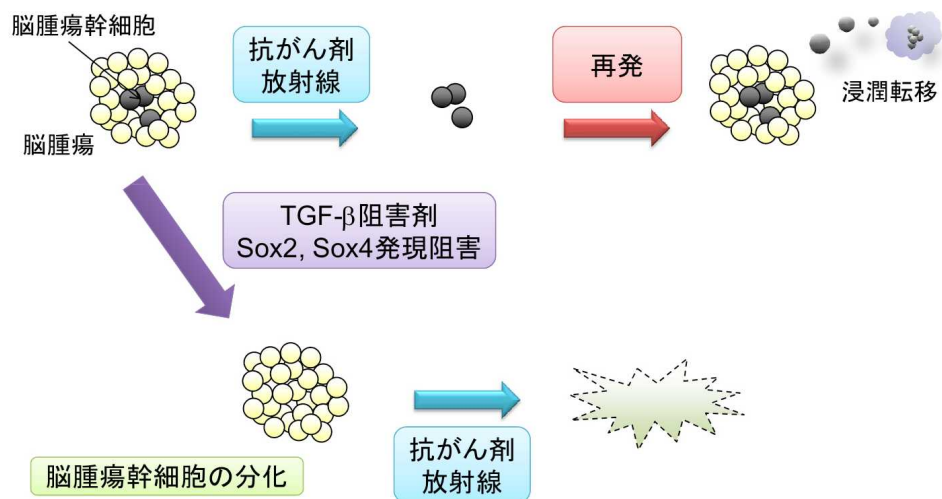 脳腫瘍幹細胞
脳腫瘍
抗がん剤
放射線
再発
浸潤転移
TGF-β阻害剤
Sox2, Sox4発現阻害
脳腫瘍幹細胞の分化
抗がん剤
放射線